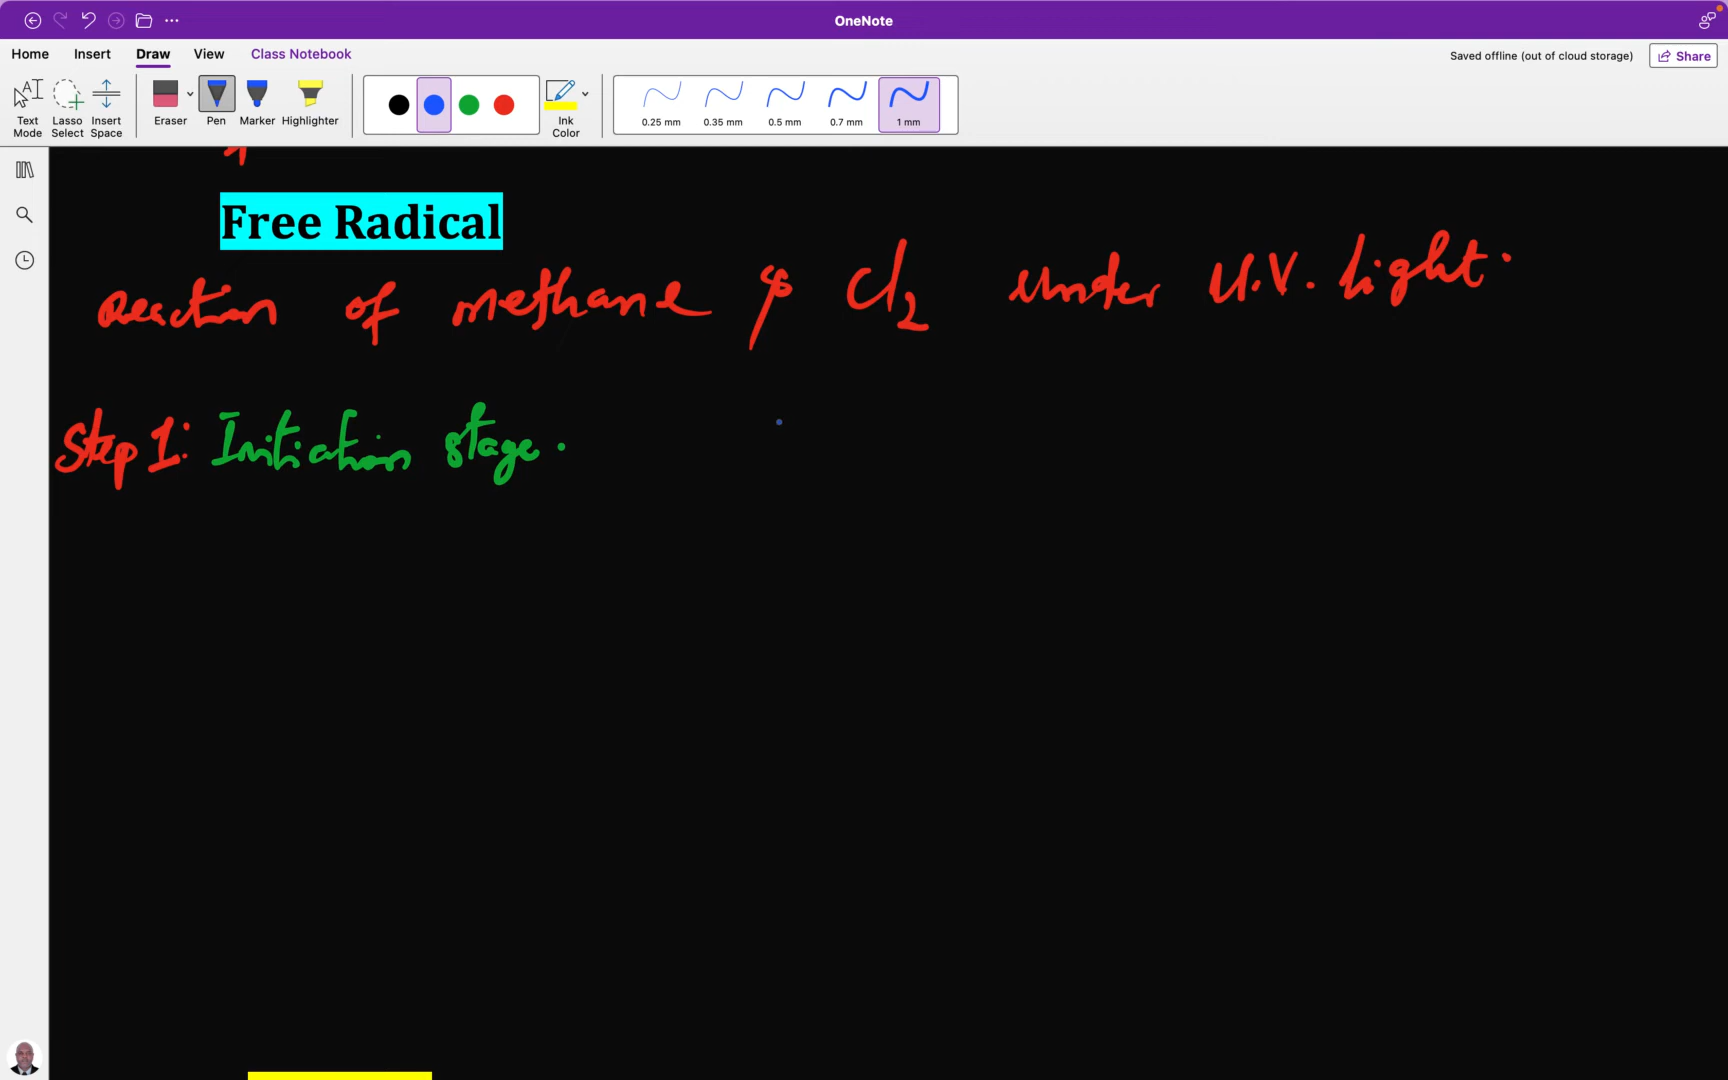 OneNote
Home Insert Draw View Class Notebook
Saved offline (out of cloud storage) Share
Text Mode
Lasso Select
Insert Space
Eraser
Pen
Marker
Highlighter
Ink Color
0.25 mm
0.35 mm
0.5 mm
0.7 mm
1 mm
Free Radical
Reaction of methane & Cl2 under U.V. light.
Step 1: Initiation stage.